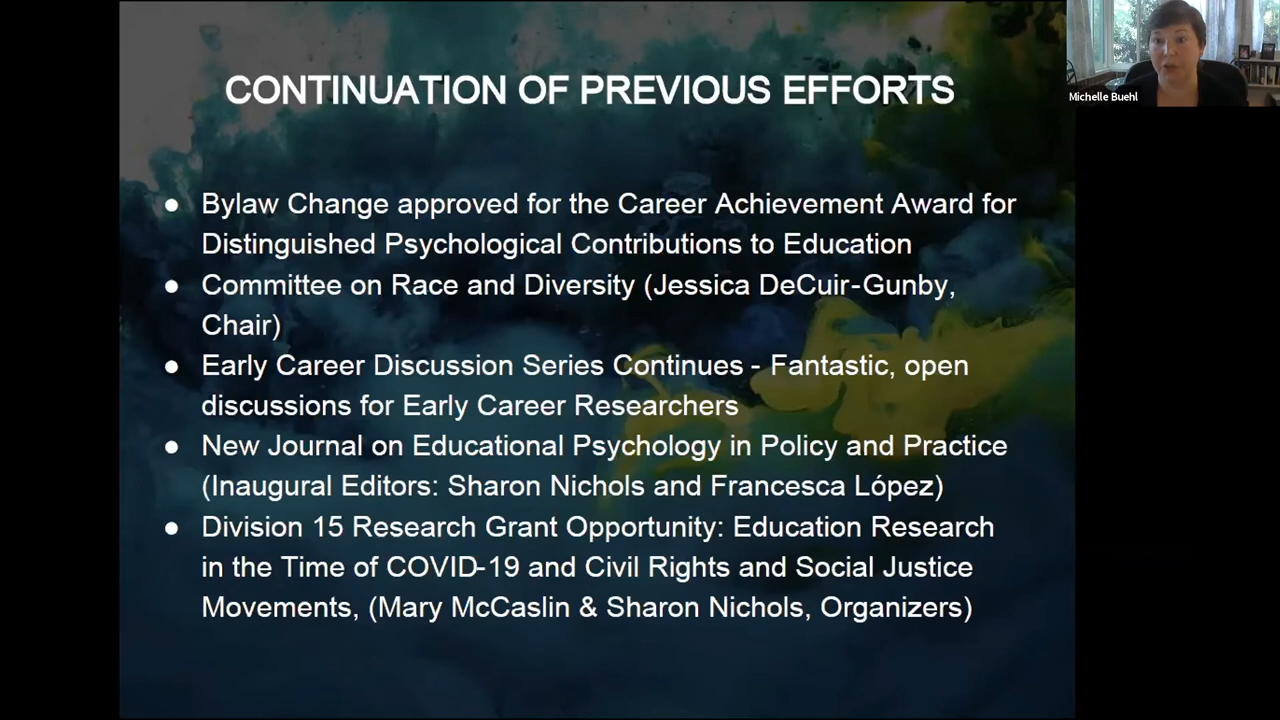 CONTINUATION OF PREVIOUS EFFORTS
Michelle Buehl
● Bylaw Change approved for the Career Achievement Award for
Distinguished Psychological Contributions to Education
● Committee on Race and Diversity (Jessica DeCuir-Gunby,
Chair)
● Early Career Discussion Series Continues - Fantastic, open
discussions for Early Career Researchers
● New Journal on Educational Psychology in Policy and Practice
(Inaugural Editors: Sharon Nichols and Francesca López)
● Division 15 Research Grant Opportunity: Education Research
in the Time of COVID-19 and Civil Rights and Social Justice
Movements, (Mary McCaslin & Sharon Nichols, Organizers)